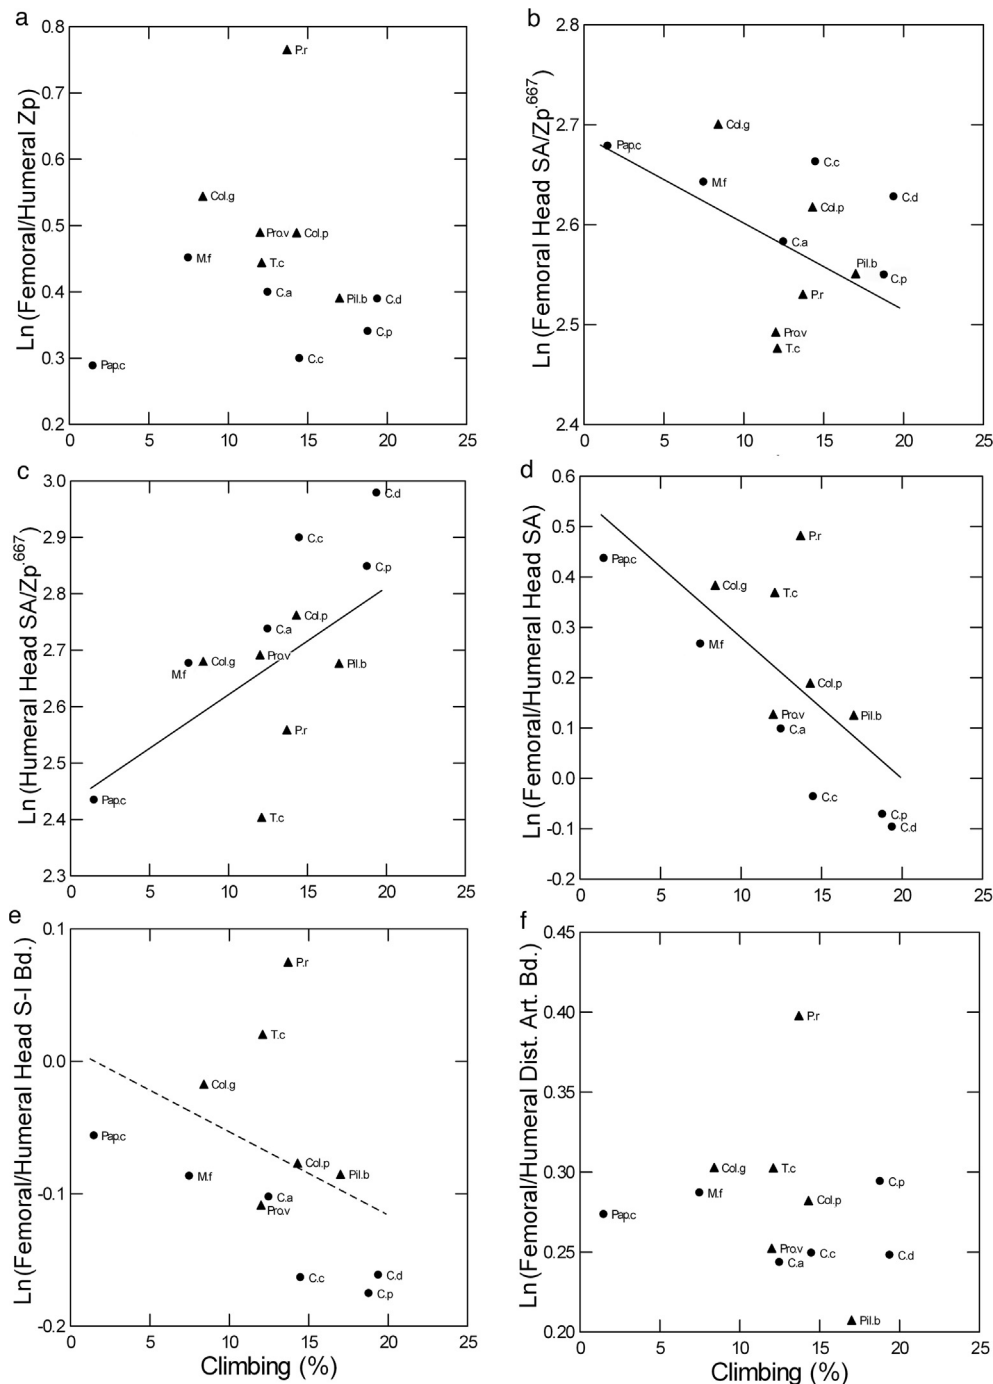 a
Ln (Femoral/Humeral Zp)
0.8
0.7
0.6
0.5
0.4
0.3
0.2
0 5 10 15 20 25
P.r
Col.g
Pro.v Col.p
M.f
T.c
C.a
Pil.b C.d
C.p
C.c
Pap.c
b
Ln (Femoral Head SA/Zp.667)
2.8
2.7
2.6
2.5
2.4
0 5 10 15 20 25
Col.g
Pap.c
C.c
M.f
C.d
Col.p
C.a
Pil.b
C.p
P.r
Pro.v
T.c
c
Ln (Humeral Head SA/Zp.667)
3.0
2.9
2.8
2.7
2.6
2.5
2.4
2.3
0 5 10 15 20 25
C.d
C.c
C.p
Col.p
C.a
Pro.v
Col.g
Pil.b
M.f
P.r
Pap.c
T.c
d
Ln (Femoral/Humeral Head SA)
0.6
0.5
0.4
0.3
0.2
0.1
0.0
-0.1
-0.2
0 5 10 15 20 25
P.r
Pap.c
Col.g
T.c
M.f
Col.p
Pro.v
Pil.b
C.a
C.c
C.p
C.d
e
Ln (Femoral/Humeral Head S-I Bd.)
0.1
0.0
-0.1
-0.2
0 5 10 15 20 25
Climbing (%)
P.r
T.c
Col.g
Pap.c
Col.p
M.f
Pil.b
C.a
Pro.v
C.c
C.d
C.p
f
Ln (Femoral/Humeral Dist. Art. Bd.)
0.45
0.40
0.35
0.30
0.25
0.20
0 5 10 15 20 25
Climbing (%)
P.r
Col.g
T.c
C.p
M.f
Col.p
Pap.c
Pro.v
C.c
C.d
C.a
Pil.b